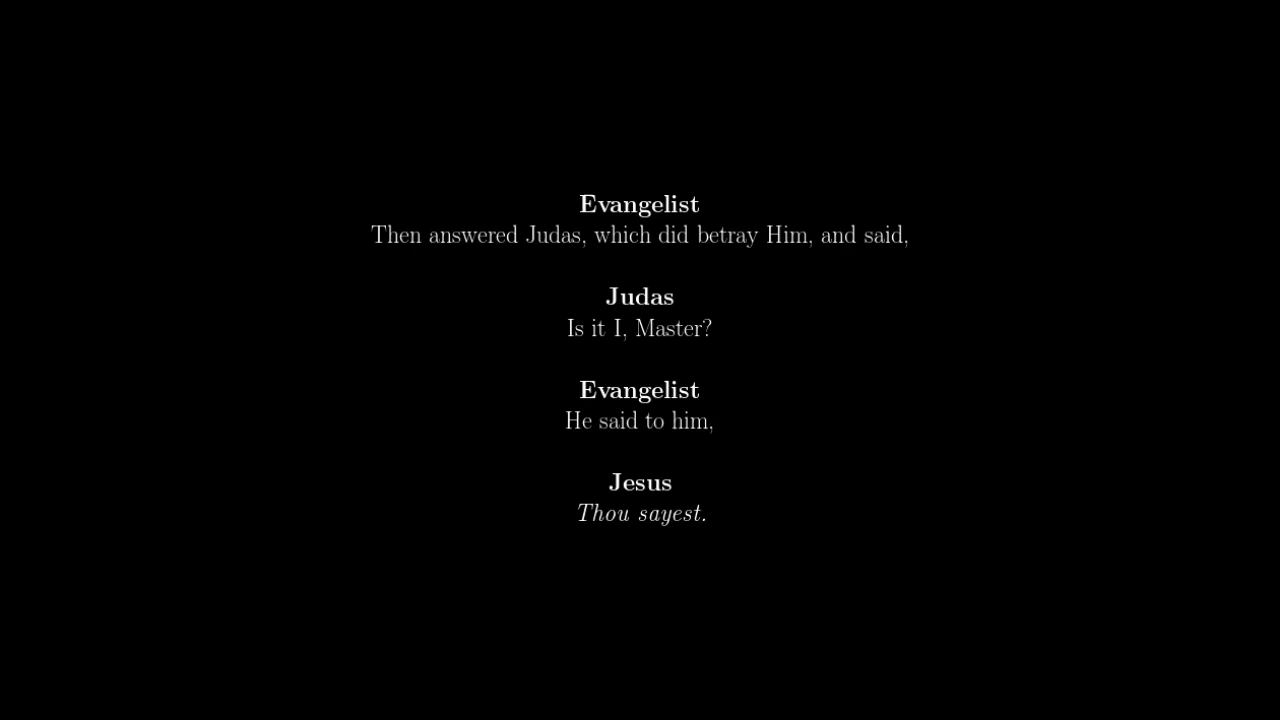 Evangelist
Then answered Judas, which did betray Him, and said,
Judas
Is it I, Master?
Evangelist
He said to him,
Jesus
Thou sayest.